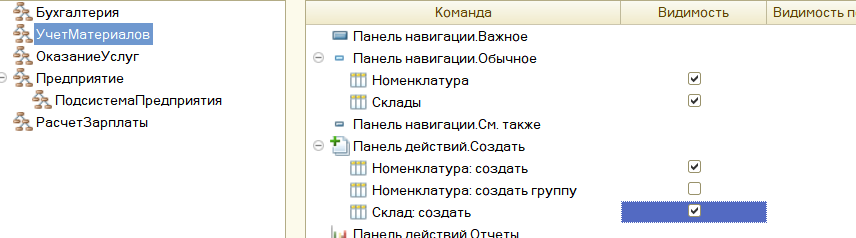 Бухгалтерия
УчетМатериалов
ОказаниеУслуг
Предприятие
ПодсистемаПредприятия
РасчетЗарплаты
Команда Видимость Видимость п
Панель навигации.Важное
Панель навигации.Обычное
Номенклатура
Склады
Панель навигации.См. также
Панель действий.Создать
Номенклатура: создать
Номенклатура: создать группу
Склад: создать
Панель действий.Отчеты